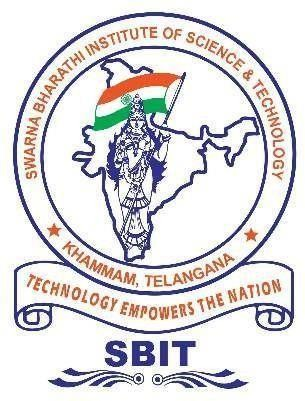 SWARNA BHARATHI INSTITUTE OF SCIENCE & TECHNOLOGY
KHAMMAM, TELANGANA
TECHNOLOGY EMPOWERS THE NATION
SBIT